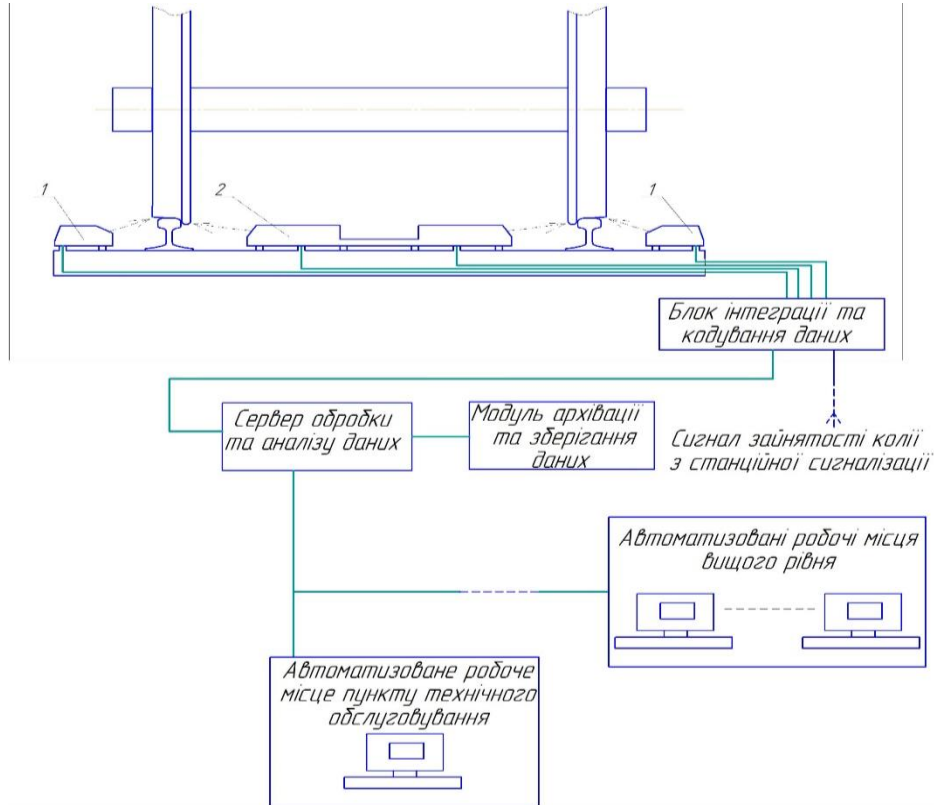 1
2
1
Блок інтеграції та
кодування даних
Сервер обробки
та аналізу даних
Модуль архівації
та зберігання
даних
Сигнал зайнятості колії
з станційної сигналізації
Автоматизовані робочі місця
вищого рівня
Автоматизоване робоче
місце пункту технічного
обслуговування